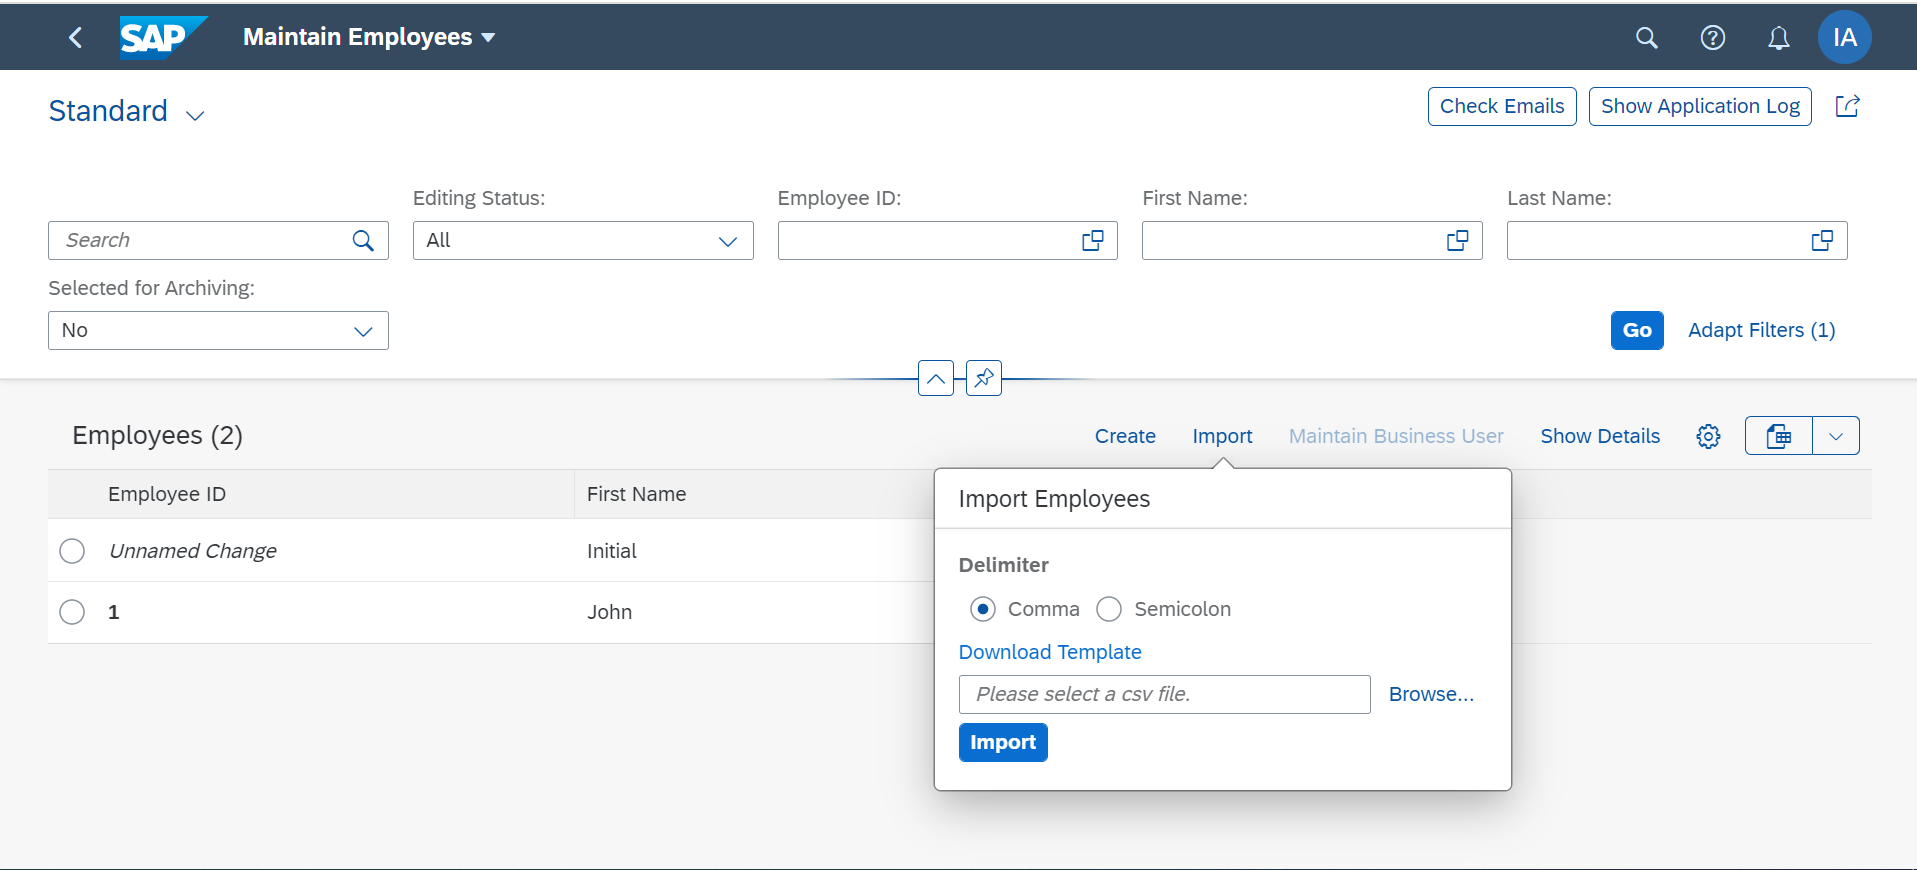 SAP Maintain Employees IA
Standard Check Emails Show Application Log
Editing Status: Employee ID: First Name: Last Name:
Search All
Selected for Archiving:
No Go Adapt Filters (1)
Employees (2) Create Import Maintain Business User Show Details
Employee ID First Name
Unnamed Change Initial
1 John
Import Employees
Delimiter
Comma Semicolon
Download Template
Please select a csv file. Browse...
Import